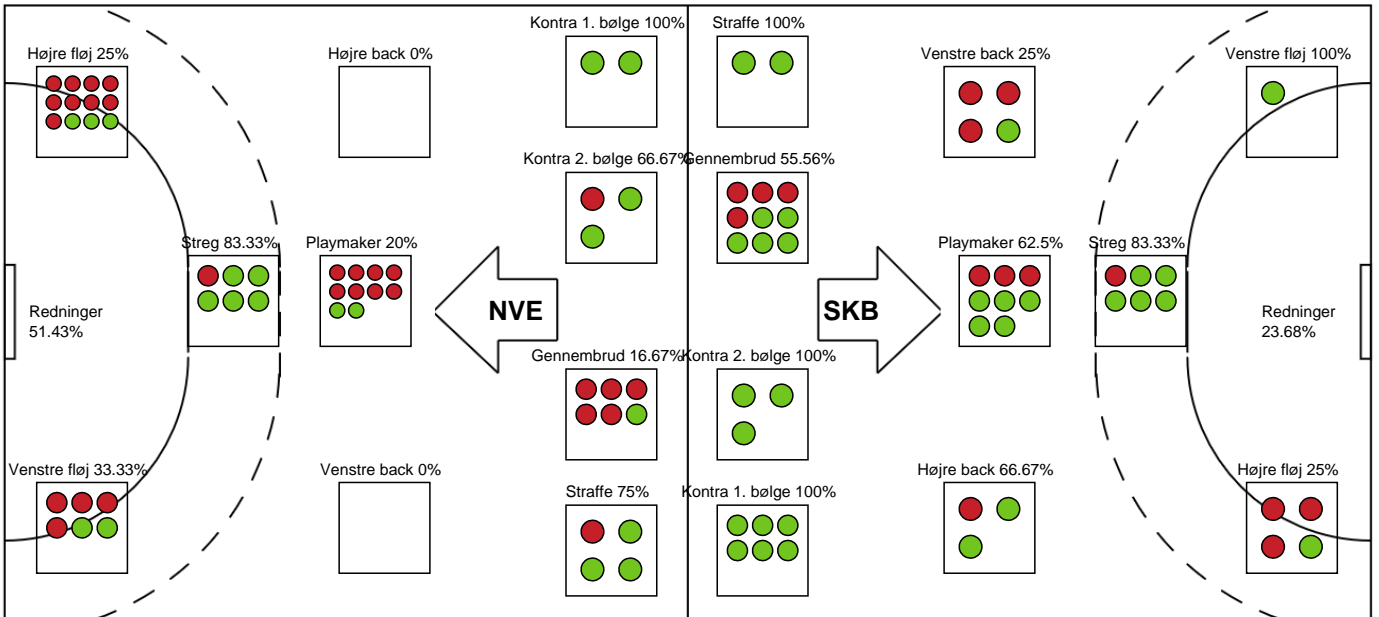 Kontra 1. bølge 100%
Straffe 100%
Højre fløj 25%
Højre back 0%
Venstre back 25%
Venstre fløj 100%
Kontra 2. bølge 66.67%
Gennembrud 55.56%
Streg 83.33%
Playmaker 20%
Playmaker 62.5%
Streg 83.33%
Redninger
51.43%
NVE
SKB
Redninger
23.68%
Gennembrud 16.67%
Kontra 2. bølge 100%
Venstre fløj 33.33%
Venstre back 0%
Højre back 66.67%
Højre fløj 25%
Straffe 75%
Kontra 1. bølge 100%